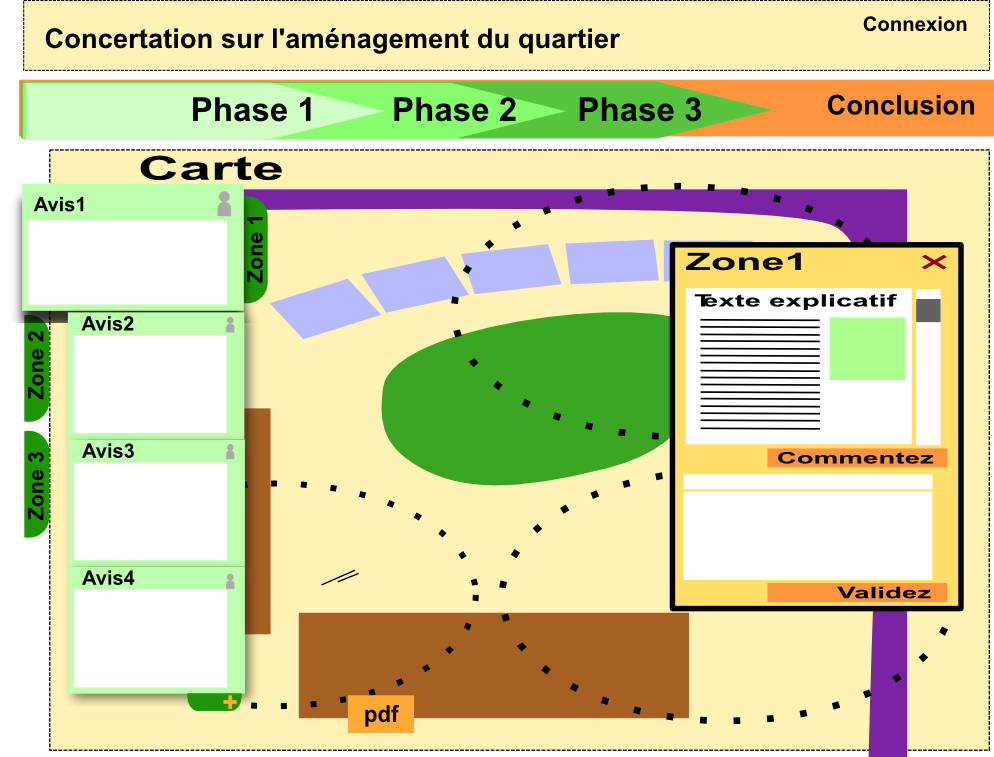 Connexion
Concertation sur l'aménagement du quartier
Phase 1
Phase 2
Phase 3
Conclusion
Carte
Avis1
Zone 1
Zone1
Texte explicatif
Avis2
Zone 2
Avis3
Zone 3
Commentez
Avis4
Validez
pdf